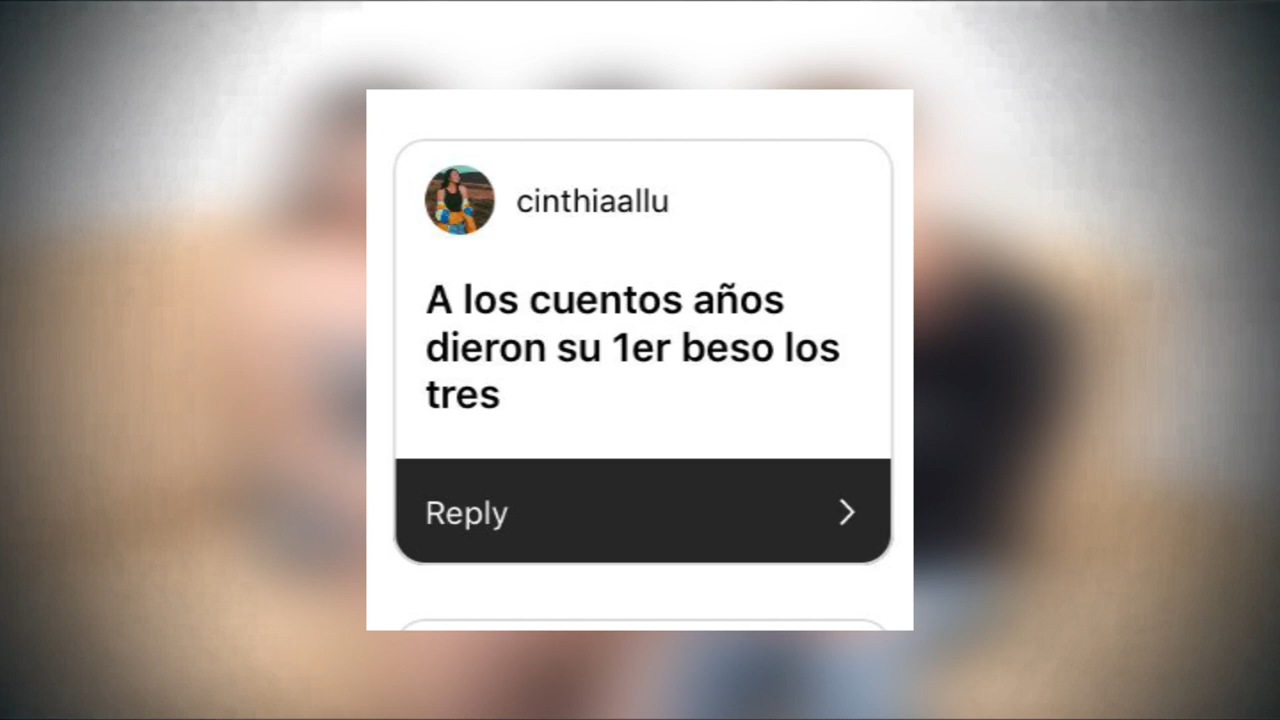 cinthiaallu
A los cuentos años
dieron su 1er beso los
tres
Reply